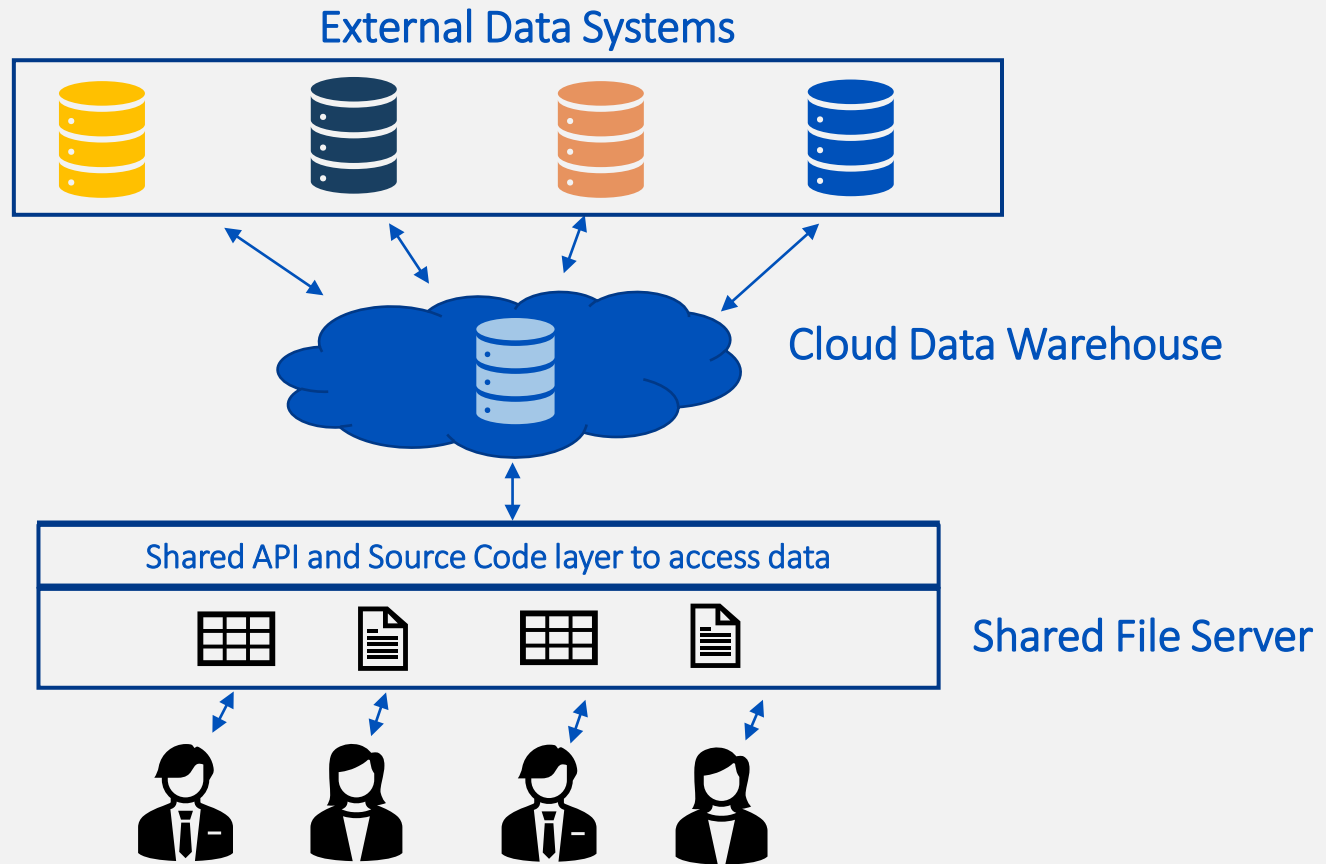 External Data Systems
Cloud Data Warehouse
Shared API and Source Code layer to access data
Shared File Server